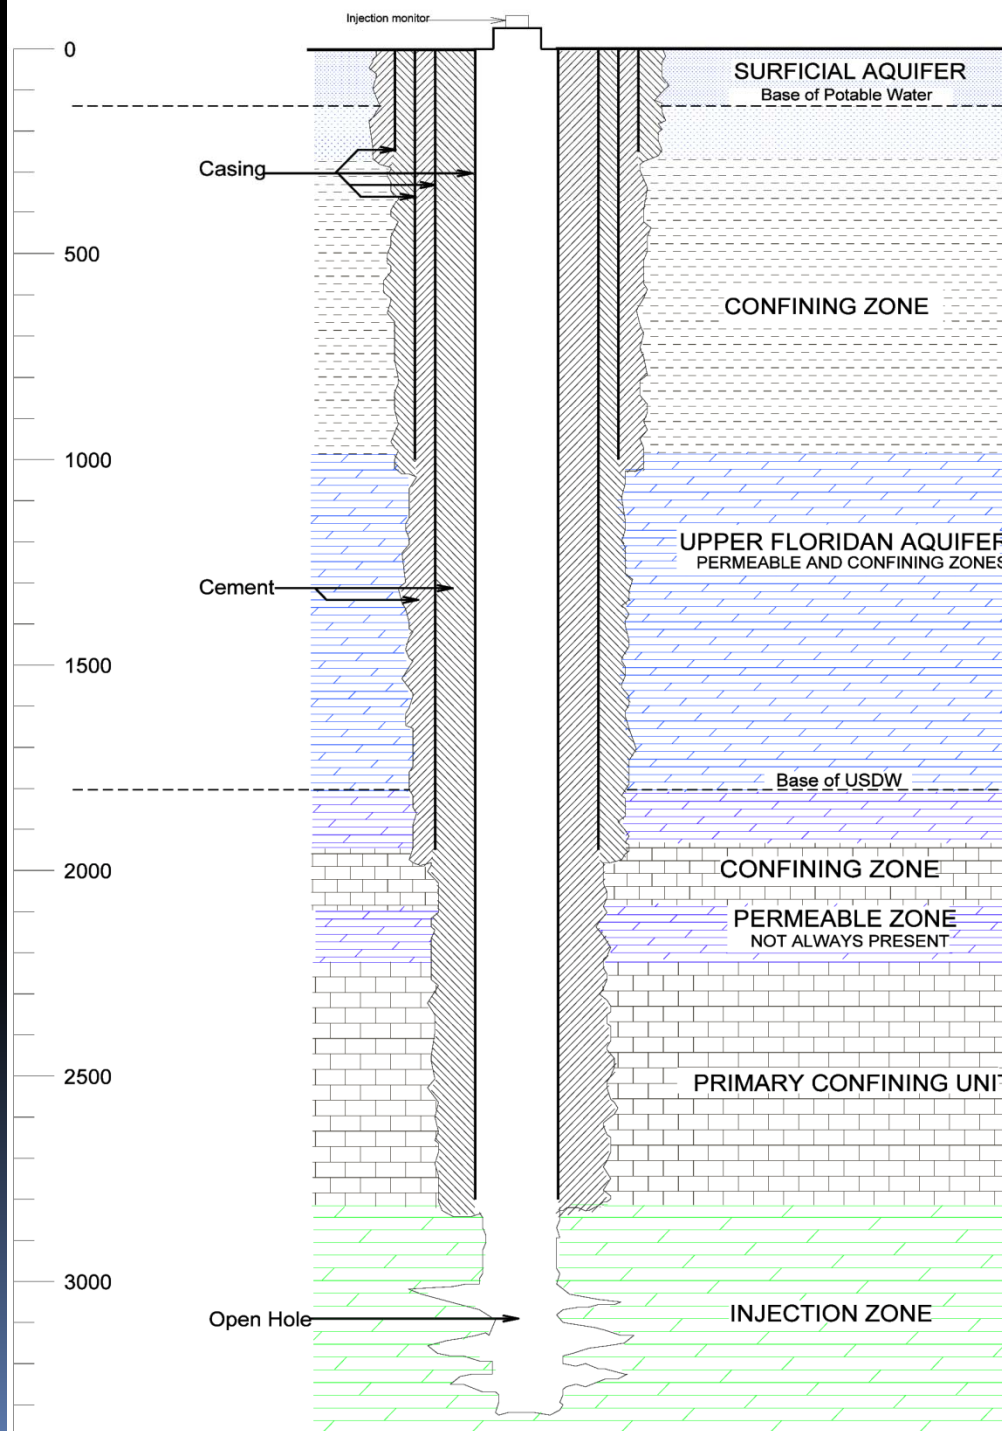 Injection monitor
0
SURFICIAL AQUIFER
Base of Potable Water
Casing
500
CONFINING ZONE
1000
UPPER FLORIDAN AQUIFER
PERMEABLE AND CONFINING ZONES
Cement
1500
Base of USDW
2000
CONFINING ZONE
PERMEABLE ZONE
NOT ALWAYS PRESENT
2500
PRIMARY CONFINING UNIT
3000
Open Hole
INJECTION ZONE